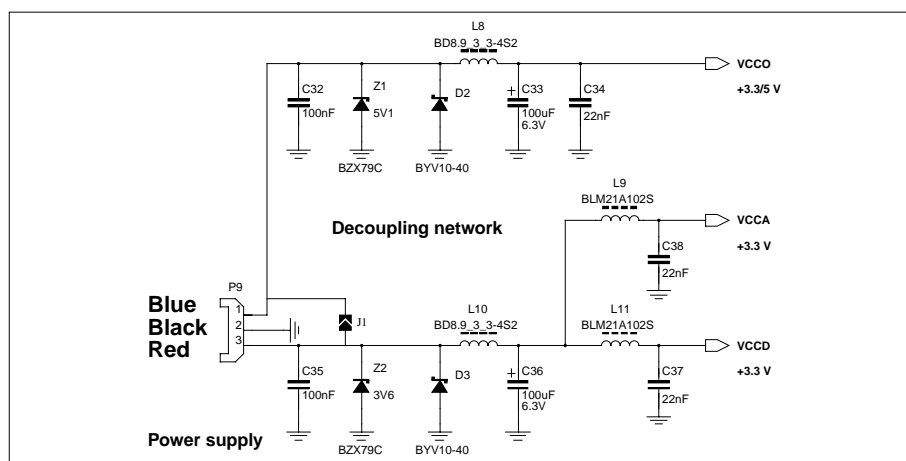 L8
BD8.9_3_3-4S2
VCCO
+3.3/5 V
C32
100nF
Z1
5V1
D2
C33
100uF
6.3V
C34
22nF
BZX79C
BYV10-40
L9
BLM21A102S
Decoupling network
VCCA
+3.3 V
C38
22nF
P9
Blue
Black
Red
1
2
3
J1
L10
BD8.9_3_3-4S2
L11
BLM21A102S
VCCD
+3.3 V
C35
100nF
Z2
3V6
D3
C36
100uF
6.3V
C37
22nF
Power supply
BZX79C
BYV10-40